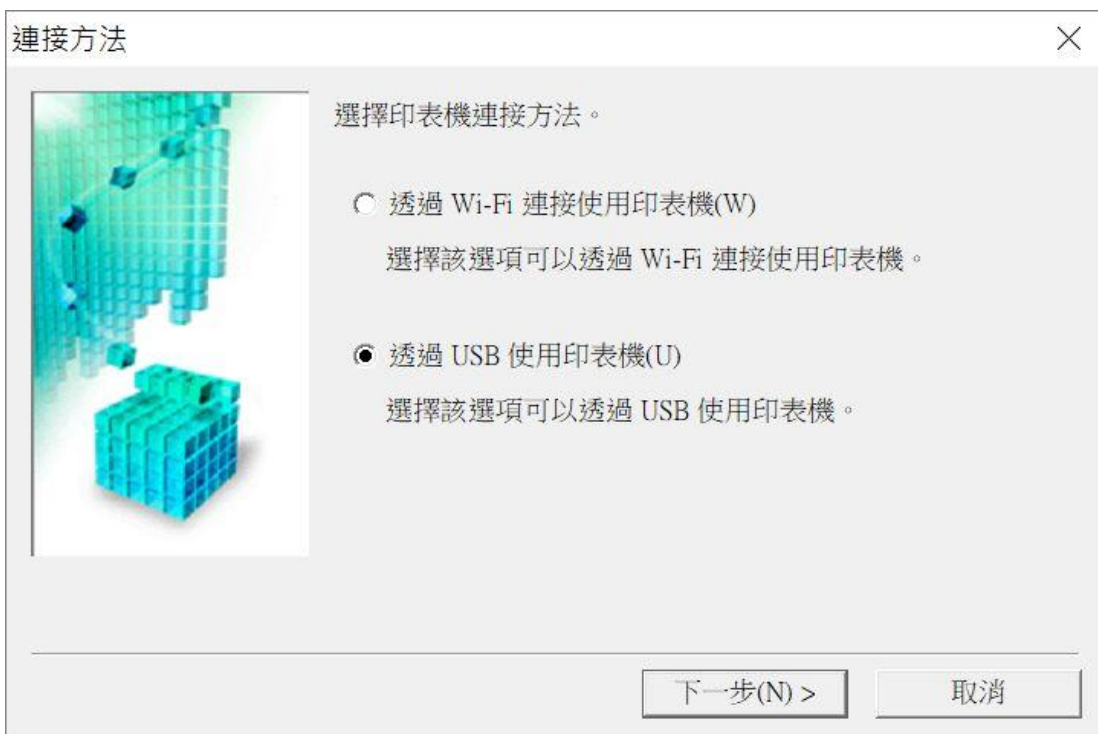 連接方法
選擇印表機連接方法。
透過 Wi-Fi 連接使用印表機(W)
選擇該選項可以透過 Wi-Fi 連接使用印表機。
透過 USB 使用印表機(U)
選擇該選項可以透過 USB 使用印表機。
下一步(N) >
取消